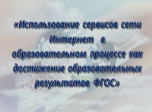 «Использование сервисов сети
Интернет в
образовательном процессе как
достижение образовательных
результатов ФГОС»